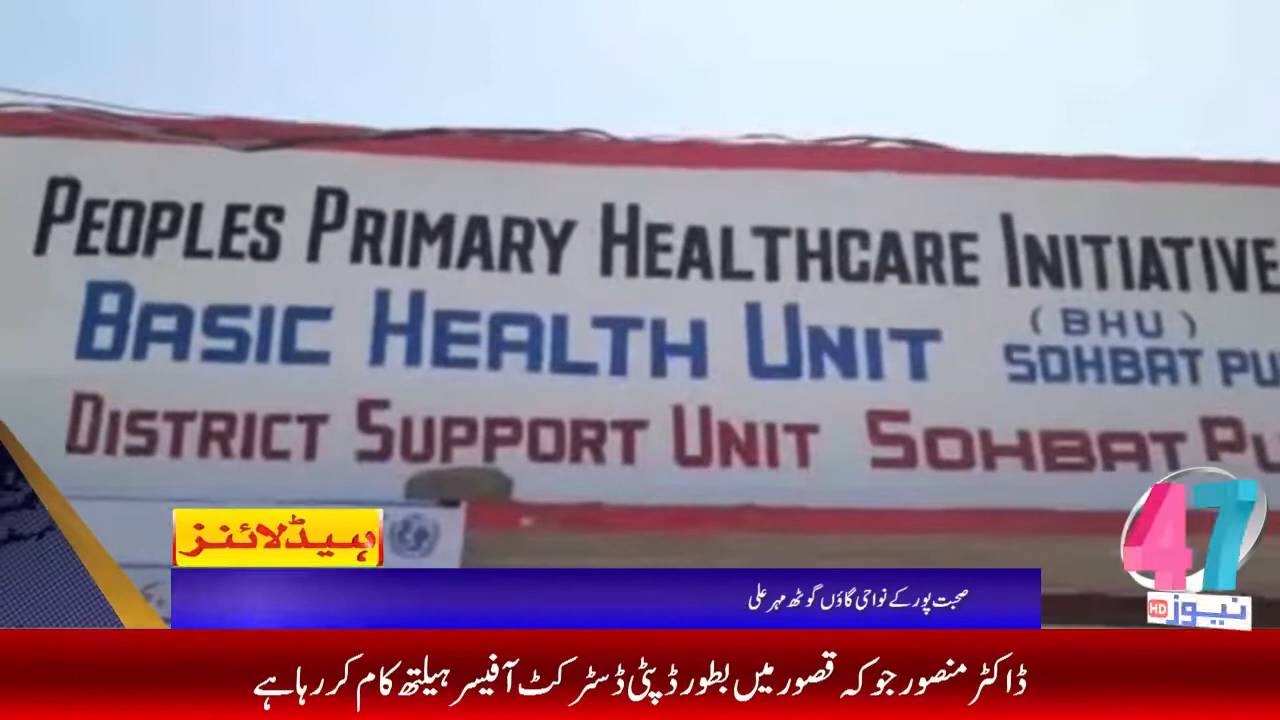 PEOPLES PRIMARY HEALTHCARE INITIATIVE
BASIC HEALTH UNIT (BHU)
SOHBAT PU
DISTRICT SUPPORT UNIT SOHBAT PU
ہیڈلائنز
صحبت پور کے نواحی گاؤں گوٹھ مہر علی
47
نیوز HD
ڈاکٹر منصور جو کہ قصور میں بطور ڈپٹی ڈسٹرکٹ آفیسر ہیلتھ کام کر رہا ہے